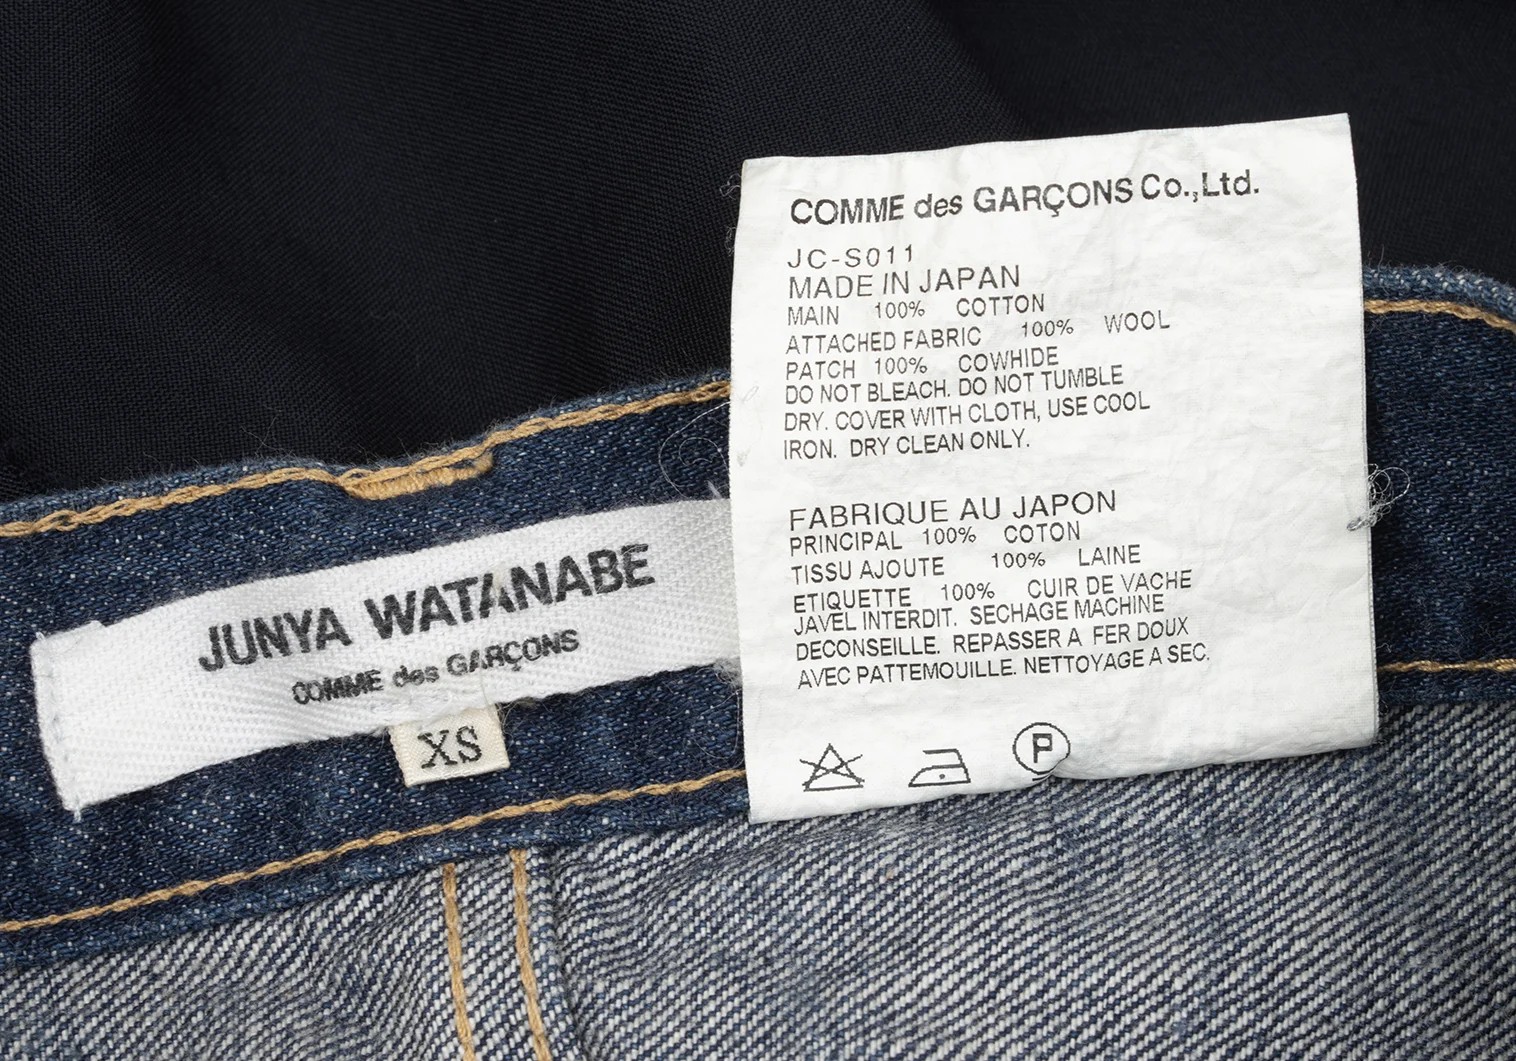 JUNYA WATANABE
COMME des GARÇONS
XS
COMME des GARÇONS Co.,Ltd.
JC-S011
MADE IN JAPAN
MAIN 100% COTTON
ATTACHED FABRIC 100% WOOL
PATCH 100% COWHIDE
DO NOT BLEACH. DO NOT TUMBLE
DRY. COVER WITH CLOTH, USE COOL
IRON. DRY CLEAN ONLY.
FABRIQUE AU JAPON
PRINCIPAL 100% COTON
TISSU AJOUTE 100% LAINE
ETIQUETTE 100% CUIR DE VACHE
JAVEL INTERDIT. SECHAGE MACHINE
DECONSEILLE. REPASSER A FER DOUX
AVEC PATTEMOUILLE. NETTOYAGE A SEC.
P